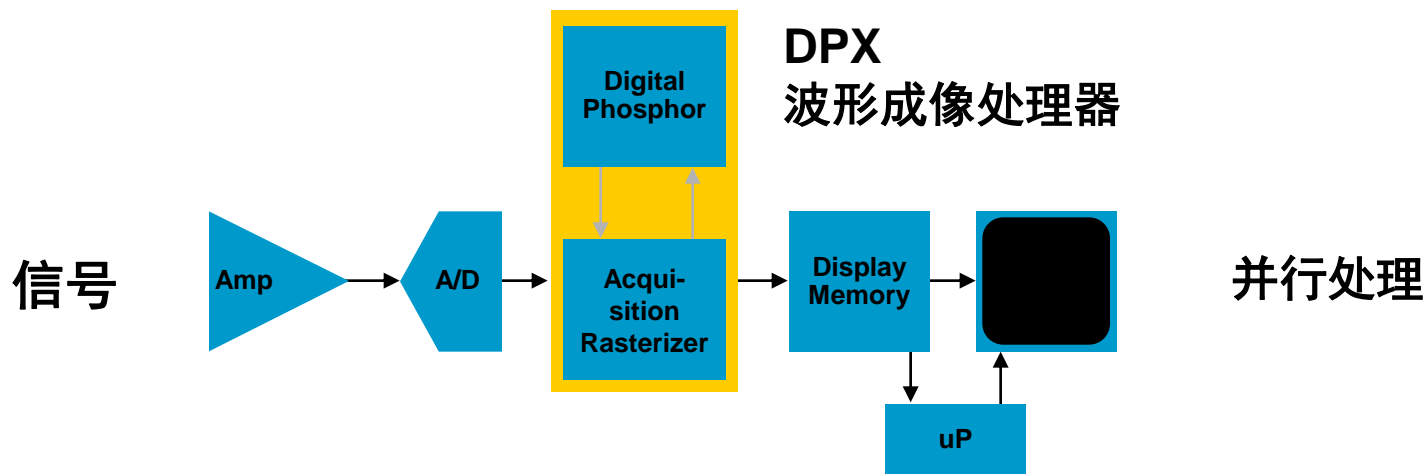 DPX
波形成像处理器
Digital
Phosphor
信号
Amp
A/D
Acqui-
sition
Rasterizer
Display
Memory
并行处理
uP